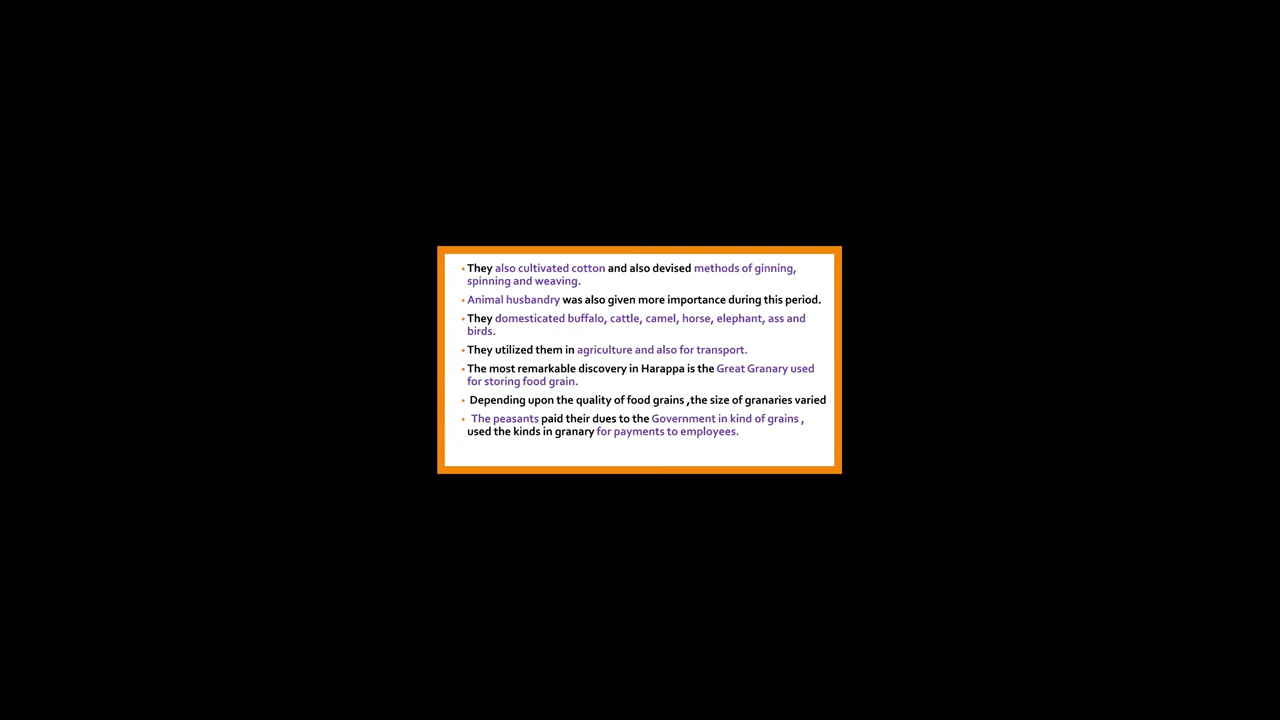 • They also cultivated cotton and also devised methods of ginning,
spinning and weaving.
• Animal husbandry was also given more importance during this period.
• They domesticated buffalo, cattle, camel, horse, elephant, ass and
birds.
• They utilized them in agriculture and also for transport.
• The most remarkable discovery in Harappa is the Great Granary used
for storing food grain.
• Depending upon the quality of food grains ,the size of granaries varied
• The peasants paid their dues to the Government in kind of grains ,
used the kinds in granary for payments to employees.